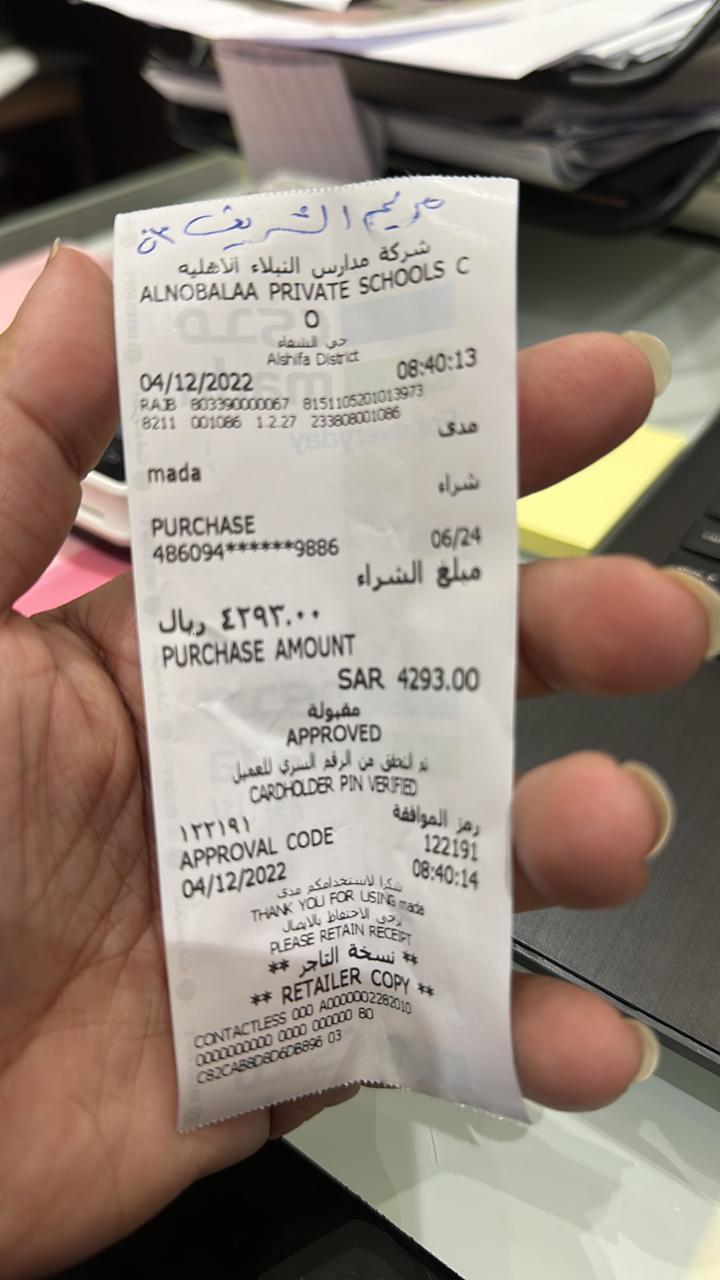 مريم الشريف
شركة مدارس النبلاء الاهليه
ALNOBALAA PRIVATE SCHOOLS C
O
حي الشفاء
Alshifa District
04/12/2022 08:40:13
RAJB 803390000067 8151105201013973
8211 001086 1.2.27 233808001086
مدى
mada
شراء
PURCHASE
486094******9886 06/24
مبلغ الشراء
٤٢٩٣.٠٠ ريال
PURCHASE AMOUNT
SAR 4293.00
مقبولة
APPROVED
تم التحقق من الرقم السري للعميل
CARDHOLDER PIN VERIFIED
رمز الموافقة
١٢٢١٩١
APPROVAL CODE 122191
04/12/2022 08:40:14
شكرا لاستخدامكم مدى
THANK YOU FOR USING mada
يرجى الاحتفاظ بالايصال
PLEASE RETAIN RECEIPT
** نسخة التاجر **
** RETAILER COPY **
CONTACTLESS 000 A0000002282010
0000000000 0000 000000 80
C82CAB8D8D6DB896 03